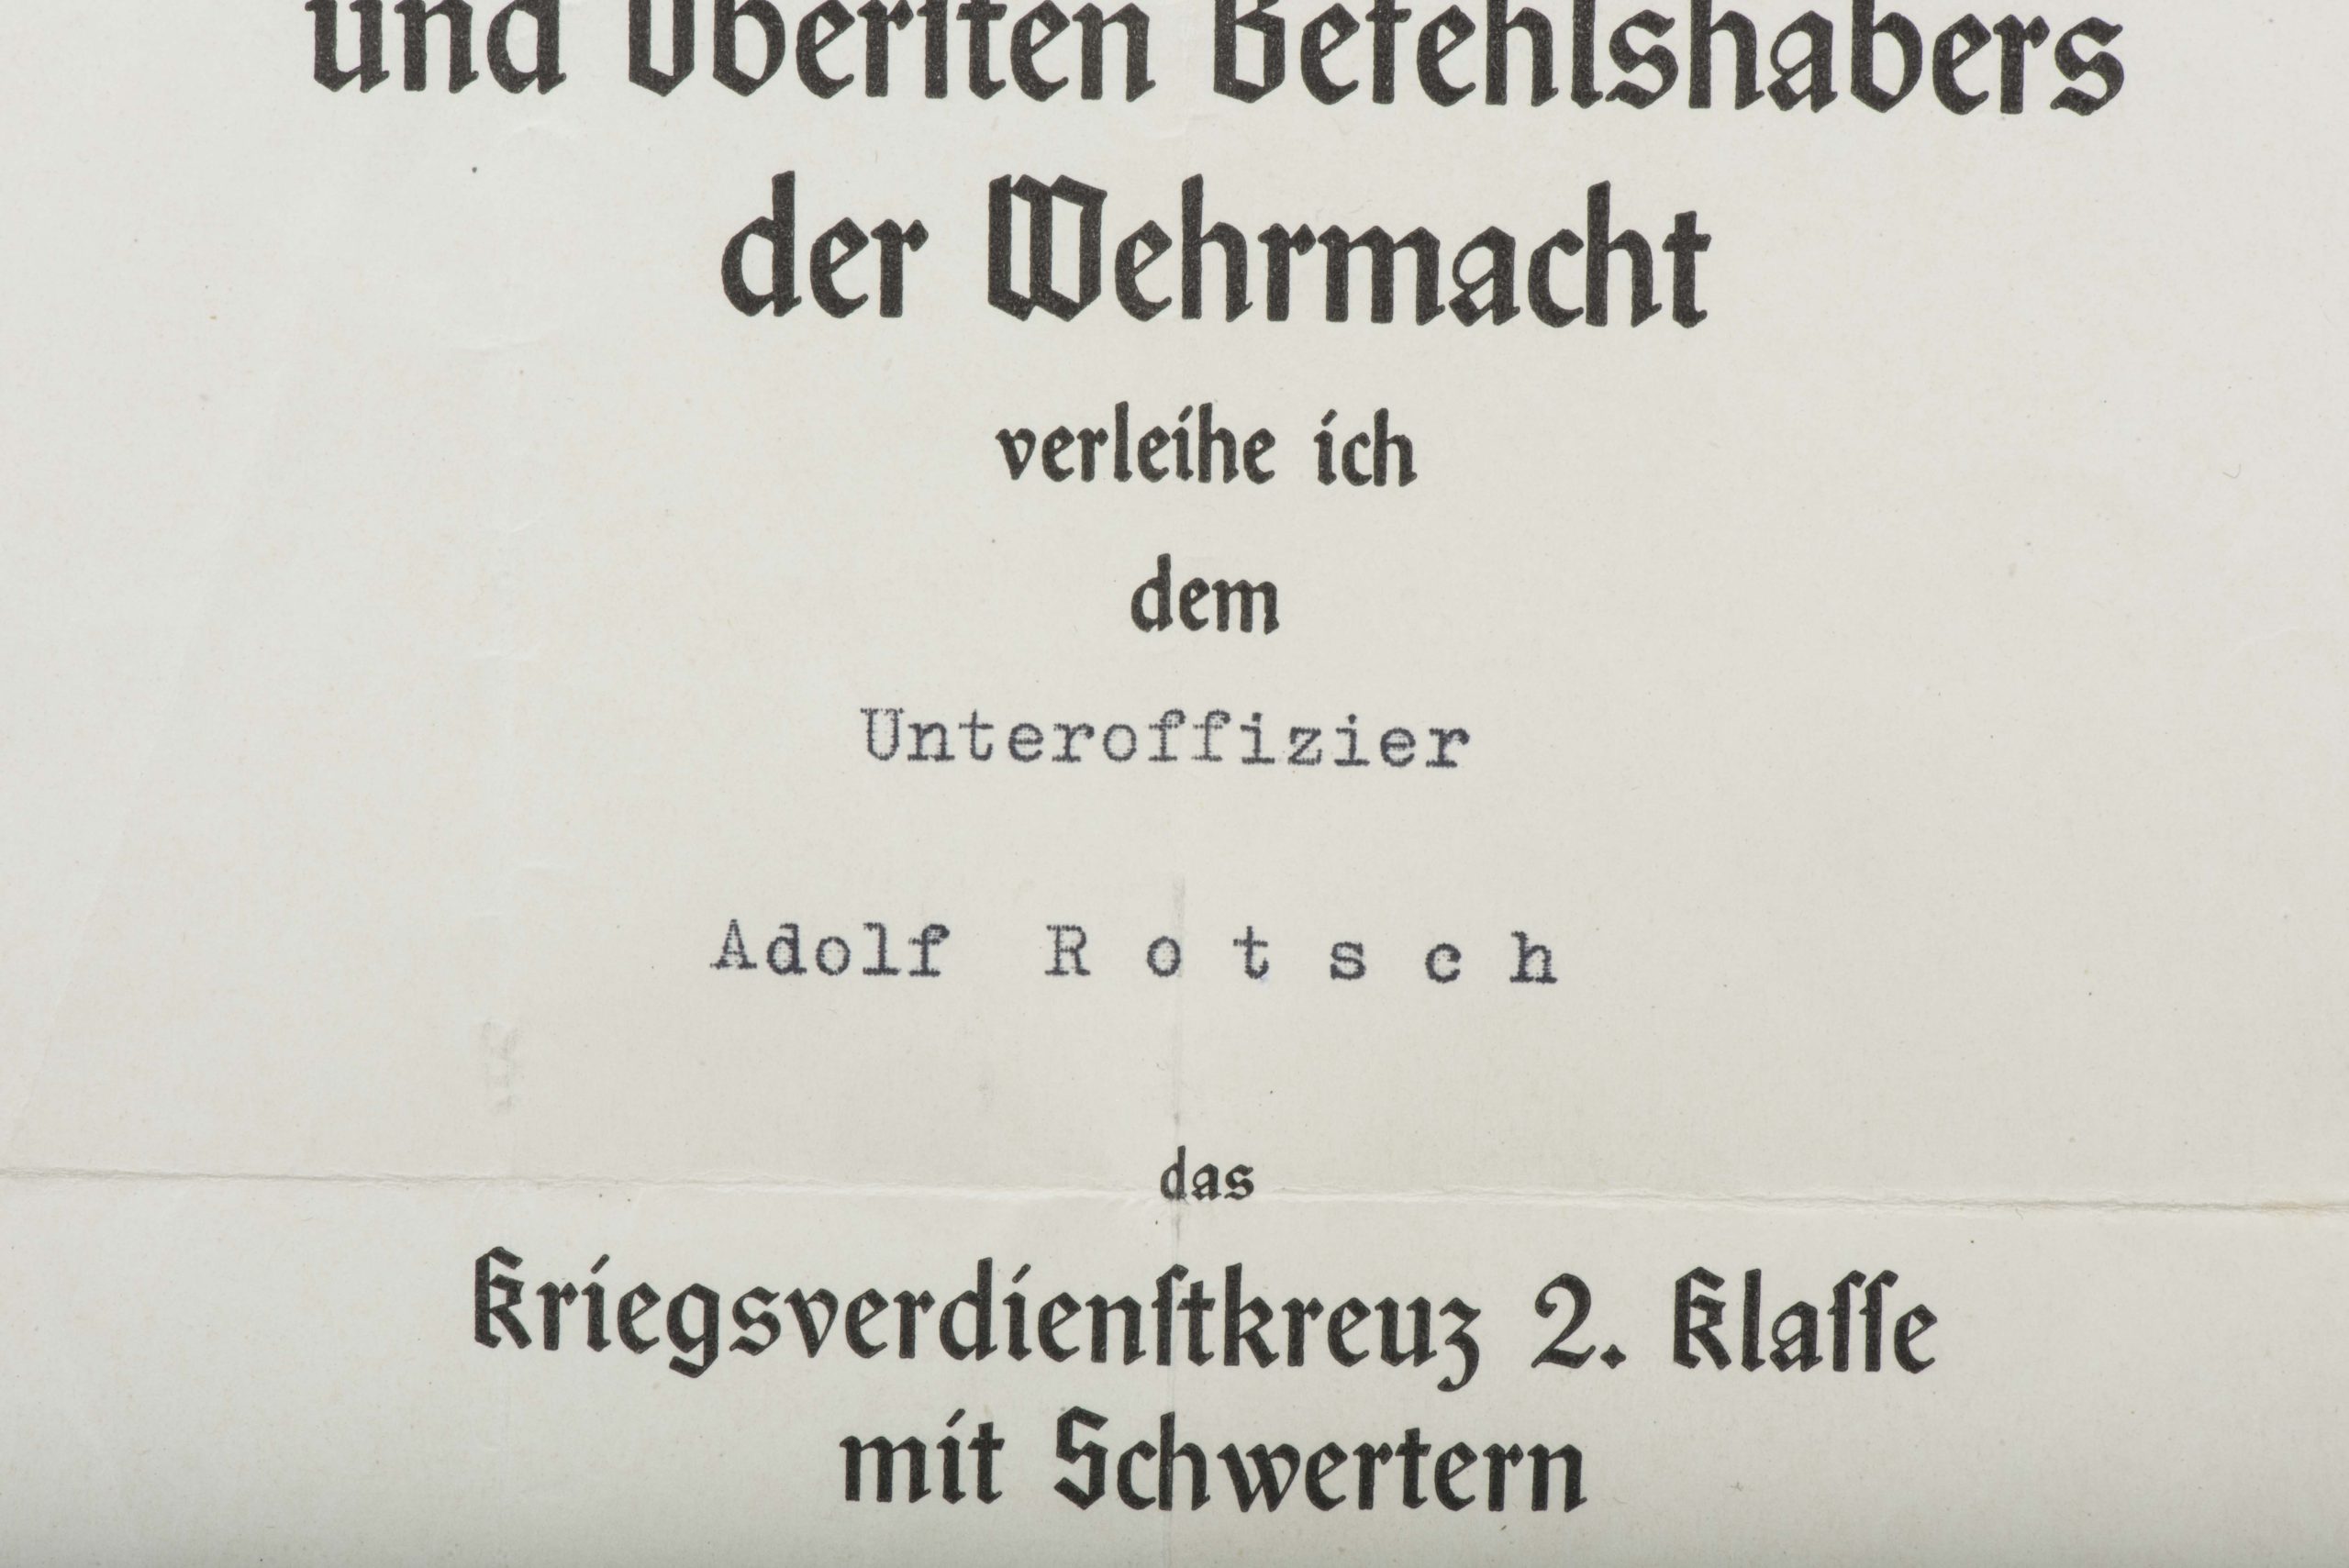 und Obersten Befehlshabers
der Wehrmacht
verleihe ich
dem
Unteroffizier
Adolf R o t s c h
das
Kriegsverdienſtkreuz 2. Klaſſe
mit Schwertern